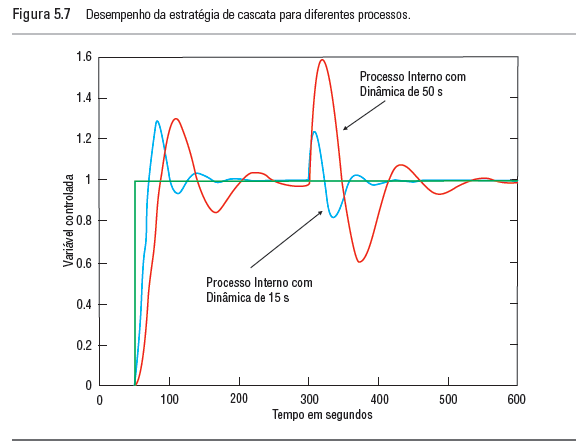 Figura 5.7 Desempenho da estratégia de cascata para diferentes processos.
1.6
1.4
1.2
1
0.8
0.6
0.4
0.2
0
Variável controlada
Processo Interno com
Dinâmica de 50 s
Processo Interno com
Dinâmica de 15 s
0 100 200 300 400 500 600
Tempo em segundos